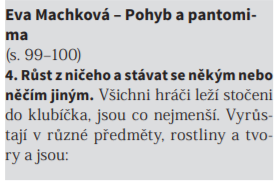 Eva Machková – Pohyb a pantomi-
ma
(s. 99–100)
4. Růst z ničeho a stávat se někým nebo
něčím jiným. Všichni hráči leží stočeni
do klubíčka, jsou co nejmenší. Vyrůs-
tají v různé předměty, rostliny a tvo-
ry a jsou: